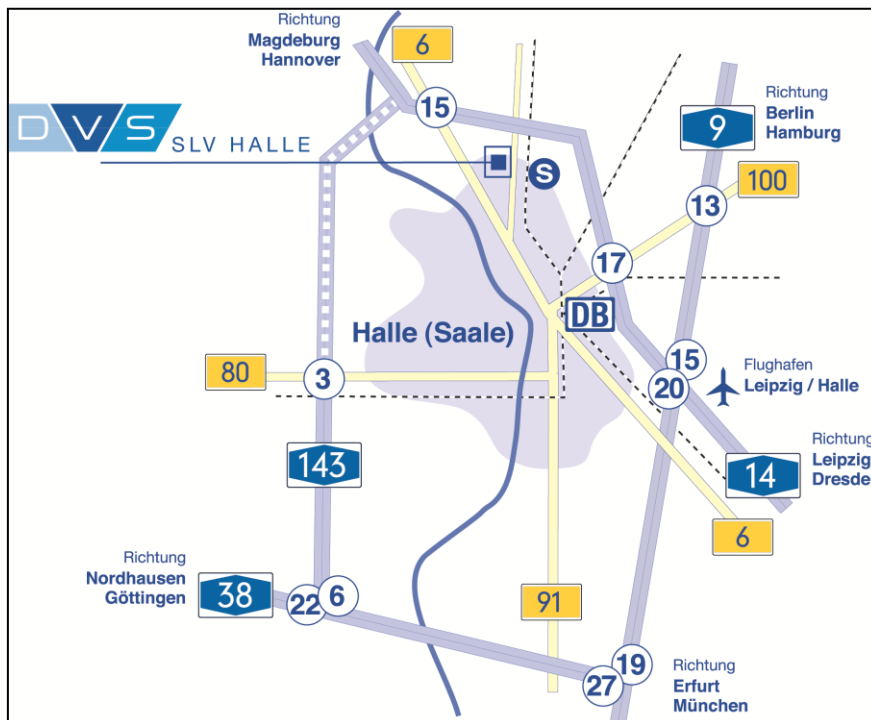 Richtung
Magdeburg
Hannover
6
15
DVS
SLV HALLE
S
Richtung
Berlin
Hamburg
9
100
13
17
DB
Halle (Saale)
80
3
15
20
Flughafen
Leipzig / Halle
143
Richtung
Leipzig
Dresde
14
6
Richtung
Nordhausen
Göttingen
38
22
6
91
19
27
Richtung
Erfurt
München